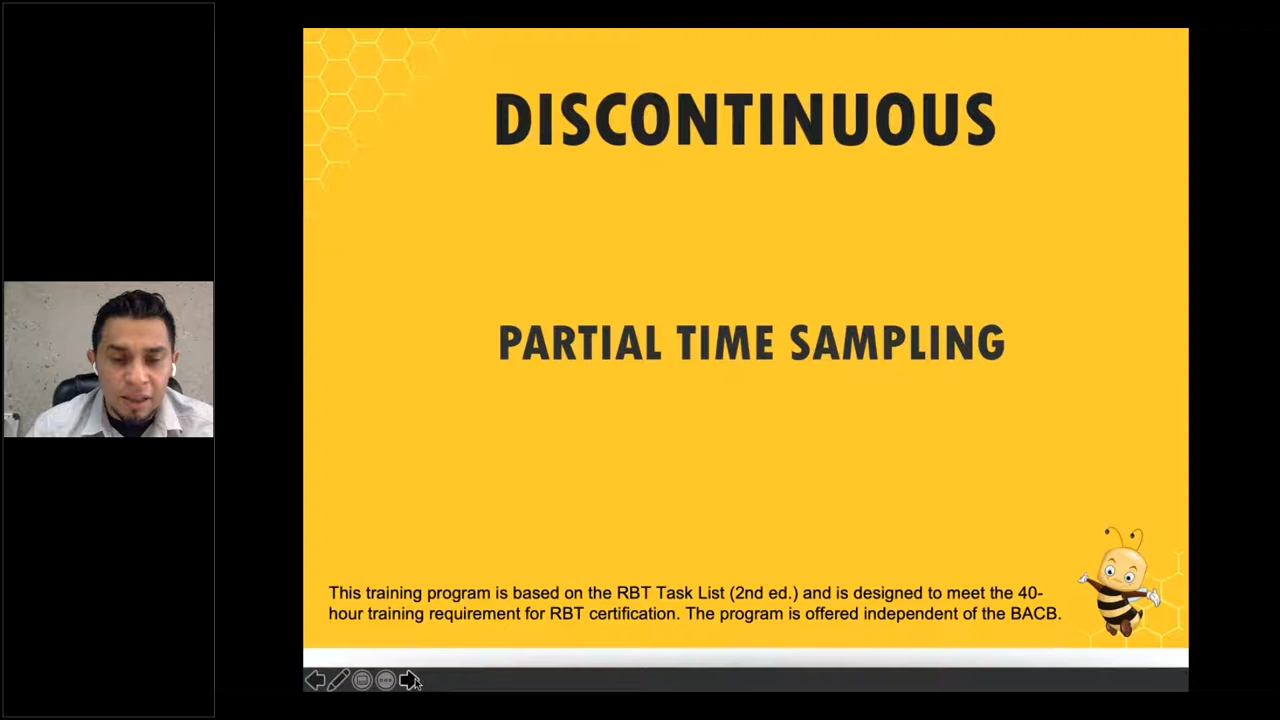 DISCONTINUOUS
PARTIAL TIME SAMPLING
This training program is based on the RBT Task List (2nd ed.) and is designed to meet the 40-
hour training requirement for RBT certification. The program is offered independent of the BACB.